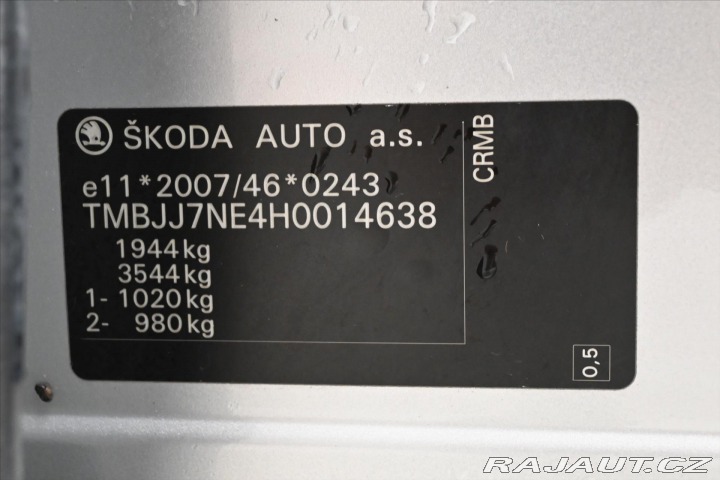 ŠKODA AUTO a.s.
e11*2007/46*0243
TMBJJ7NE4H0014638
1944kg
3544kg
1- 1020kg
2- 980kg
CRMB
0,5
RAJAUT.CZ